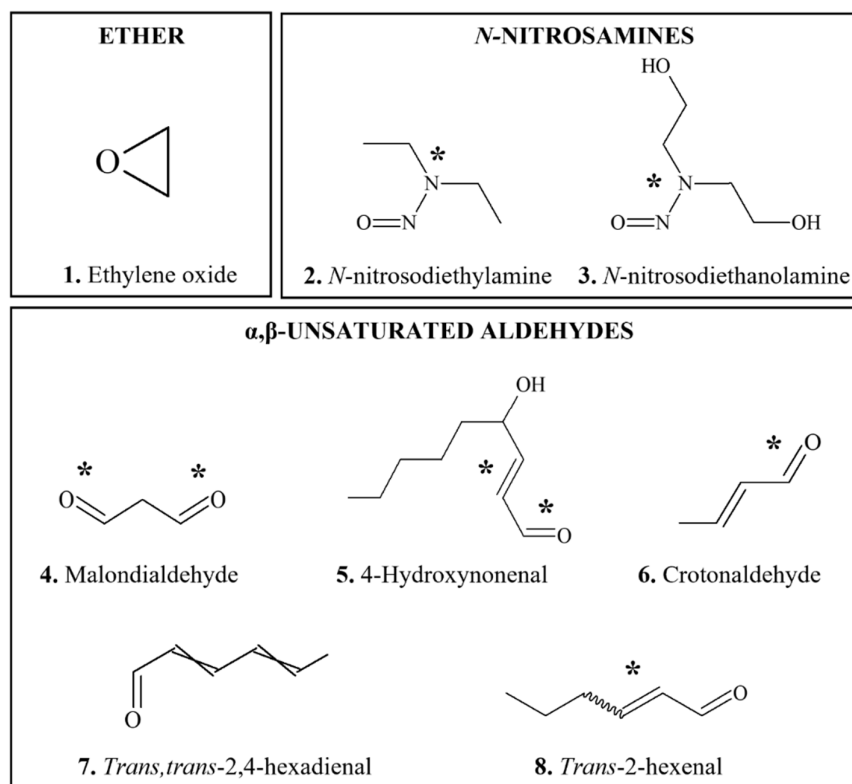 ETHER
N-NITROSAMINES
HO
O
*
N
O
N
*
N
O
N
OH
1. Ethylene oxide
2. N-nitrosodiethylamine
3. N-nitrosodiethanolamine
α,β-UNSATURATED ALDEHYDES
OH
*
*
*
O
O
*
*
O
O
4. Malondialdehyde
5. 4-Hydroxynonenal
6. Crotonaldehyde
O
*
O
7. Trans,trans-2,4-hexadienal
8. Trans-2-hexenal